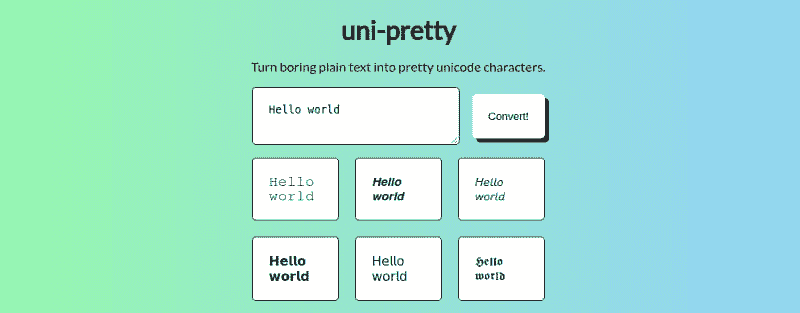 uni-pretty
Turn boring plain text into pretty unicode characters.
Hello world
Convert!
Hello
world
Hello
world
Hello
world
Hello
world
Hello
world
Hello
world